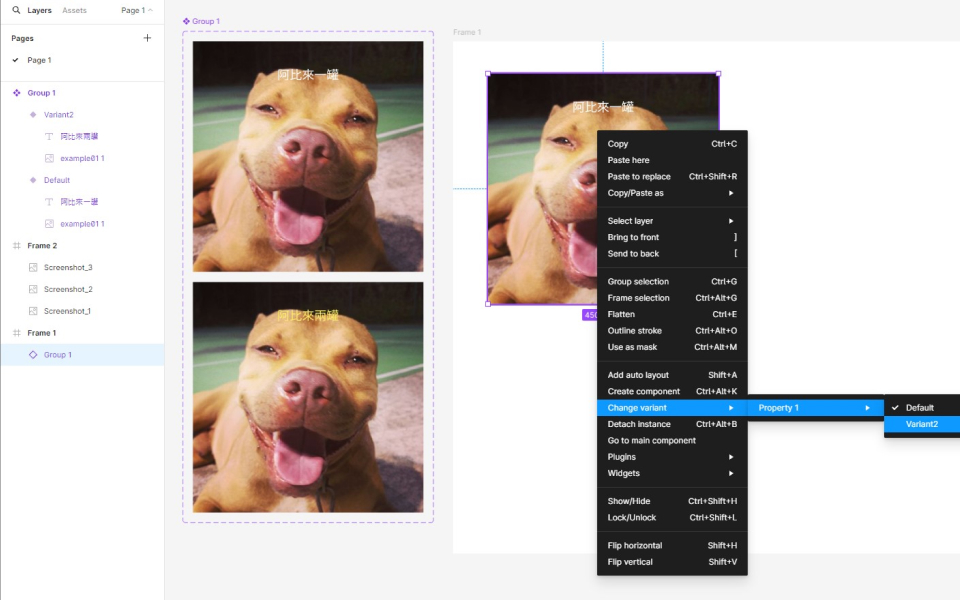 Layers Assets Page 1
Pages
Page 1
Group 1
Variant2
阿比來兩罐
example01 1
Default
阿比來一罐
example01 1
Frame 2
Screenshot_3
Screenshot_2
Screenshot_1
Frame 1
Group 1
Group 1
阿比來一罐
阿比來兩罐
Frame 1
阿比來一罐
450
Copy Ctrl+C
Paste here
Paste to replace Ctrl+Shift+R
Copy/Paste as
Select layer
Bring to front ]
Send to back [
Group selection Ctrl+G
Frame selection Ctrl+Alt+G
Flatten Ctrl+E
Outline stroke Ctrl+Alt+O
Use as mask Ctrl+Alt+M
Add auto layout Shift+A
Create component Ctrl+Alt+K
Change variant
Detach instance Ctrl+Alt+B
Go to main component
Plugins
Widgets
Show/Hide Ctrl+Shift+H
Lock/Unlock Ctrl+Shift+L
Flip horizontal Shift+H
Flip vertical Shift+V
Property 1
Default
Variant2